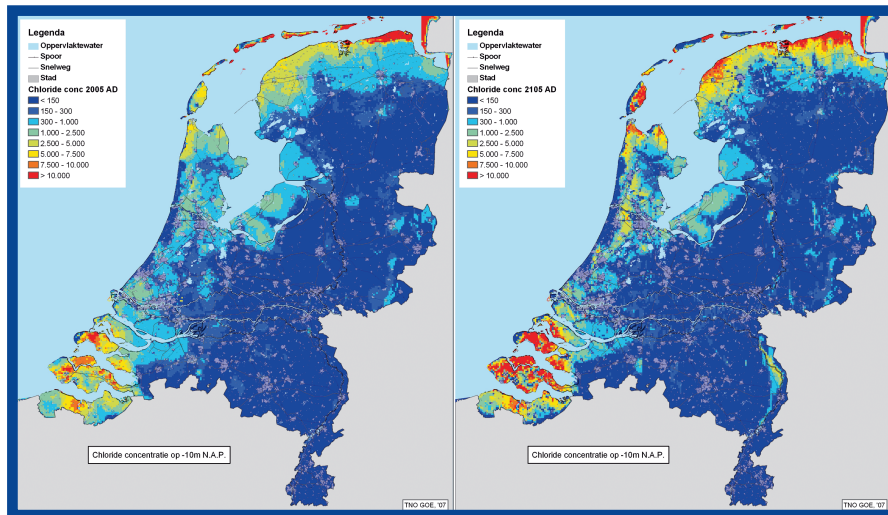 Legenda
Oppervlaktewater
Spoor
Snelweg
Stad
Chloride conc 2005 AD
< 150
150 - 300
300 - 1.000
1.000 - 2.500
2.500 - 5.000
5.000 - 7.500
7.500 - 10.000
> 10.000
Chloride concentratie op -10m N.A.P.
TNO GOE, '07
Legenda
Oppervlaktewater
Spoor
Snelweg
Stad
Chloride conc 2105 AD
< 150
150 - 300
300 - 1.000
1.000 - 2.500
2.500 - 5.000
5.000 - 7.500
7.500 - 10.000
> 10.000
Chloride concentratie op -10m N.A.P.
TNO GOE, '07